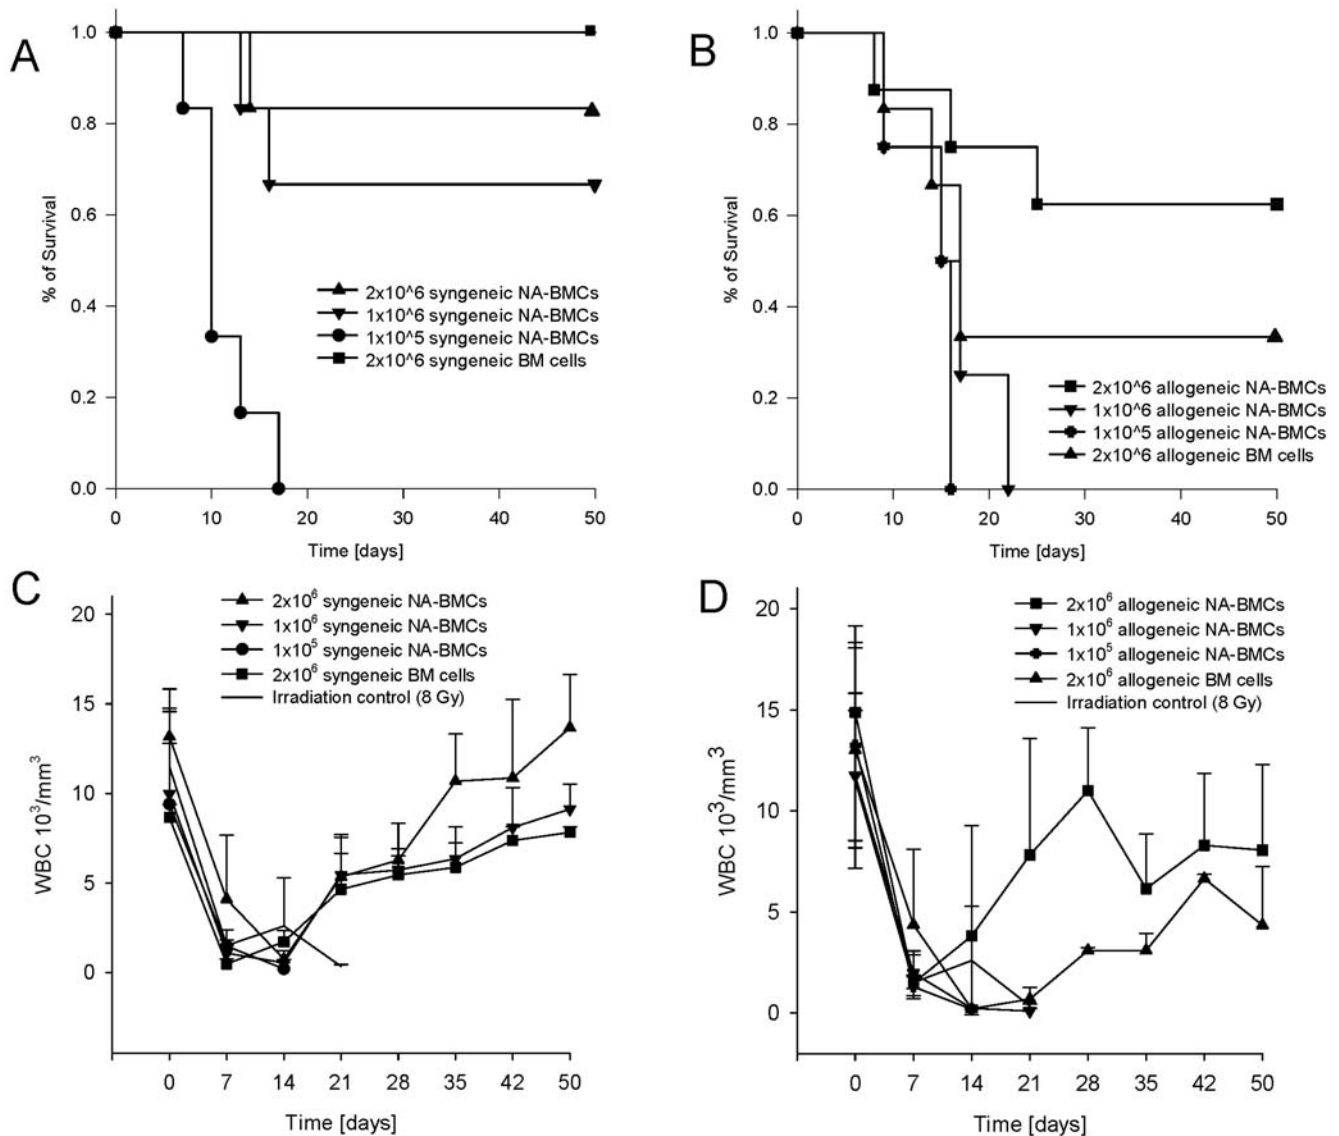 A
1.0
0.8
0.6
0.4
0.2
0.0
% of Survival
2x10^6 syngeneic NA-BMCs
1x10^6 syngeneic NA-BMCs
1x10^5 syngeneic NA-BMCs
2x10^6 syngeneic BM cells
0 10 20 30 40 50
Time [days]
B
1.0
0.8
0.6
0.4
0.2
0.0
% of Survival
2x10^6 allogeneic NA-BMCs
1x10^6 allogeneic NA-BMCs
1x10^5 allogeneic NA-BMCs
2x10^6 allogeneic BM cells
0 10 20 30 40 50
Time [days]
C
2x10⁶ syngeneic NA-BMCs
1x10⁶ syngeneic NA-BMCs
1x10⁵ syngeneic NA-BMCs
2x10⁶ syngeneic BM cells
Irradiation control (8 Gy)
20
15
10
5
0
WBC 10³/mm³
0 7 14 21 28 35 42 50
Time [days]
D
2x10⁶ allogeneic NA-BMCs
1x10⁶ allogeneic NA-BMCs
1x10⁵ allogeneic NA-BMCs
2x10⁶ allogeneic BM cells
Irradiation control (8 Gy)
20
15
10
5
0
WBC 10³/mm³
0 7 14 21 28 35 42 50
Time [days]